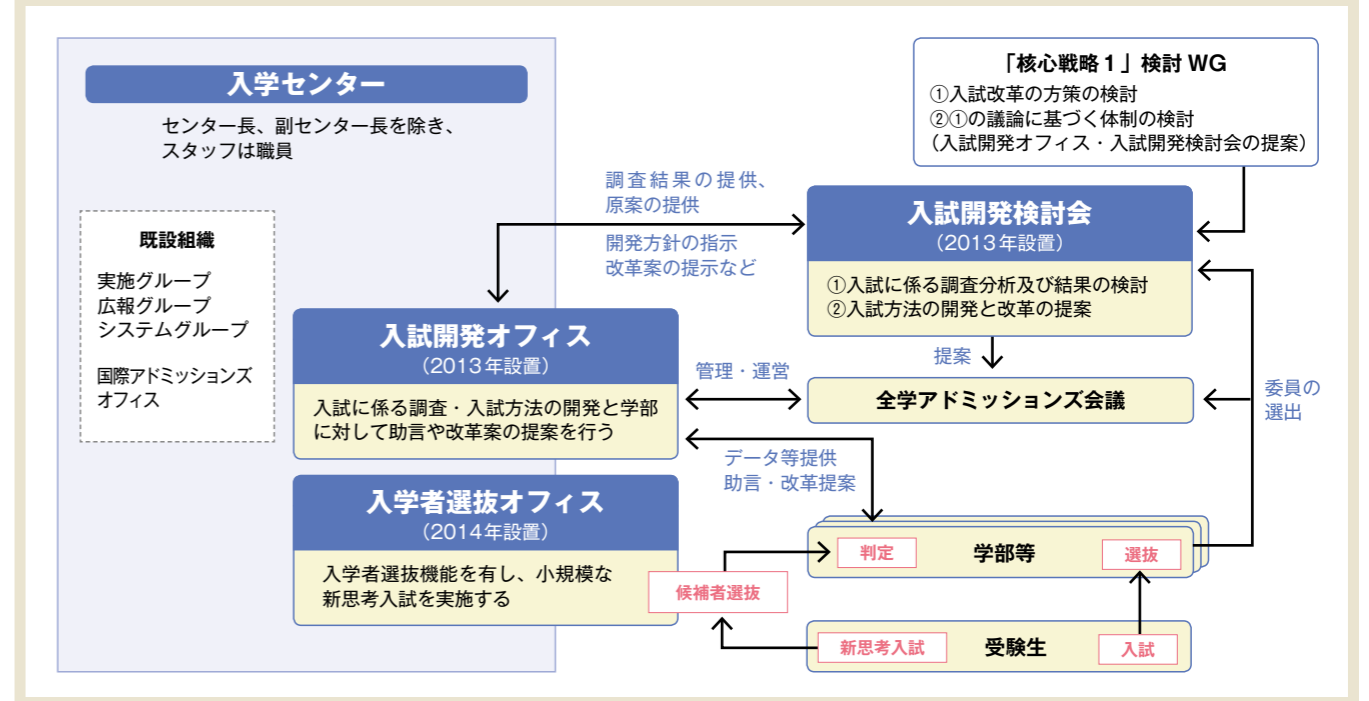 入学センター
センター長、副センター長を除き、
スタッフは職員
既設組織
実施グループ
広報グループ
システムグループ
国際アドミッションズ
オフィス
「核心戦略1」検討WG
①入試改革の方策の検討
②①の議論に基づく体制の検討
(入試開発オフィス・入試開発検討会の提案)
調査結果の提供、
原案の提供
開発方針の指示
改革案の提示など
入試開発検討会
(2013年設置)
①入試に係る調査分析及び結果の検討
②入試方法の開発と改革の提案
入試開発オフィス
(2013年設置)
入試に係る調査・入試方法の開発と学部
に対して助言や改革案の提案を行う
提案
管理・運営
全学アドミッションズ会議
委員の
選出
データ等提供
助言・改革提案
入学者選抜オフィス
(2014年設置)
入学者選抜機能を有し、小規模な
新思考入試を実施する
候補者選抜
判定
学部等
選抜
新思考入試
受験生
入試